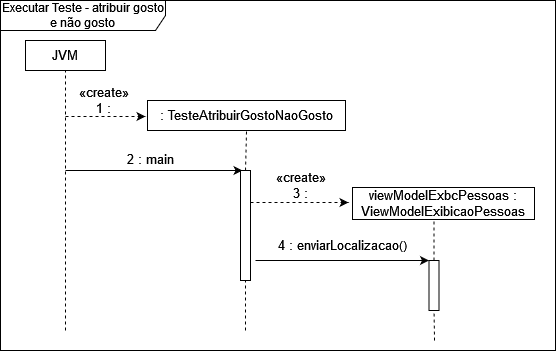 Executar Teste - atribuir gosto
e não gosto
JVM
«create»
1 :
: TesteAtribuirGostoNaoGosto
2 : main
«create»
3 :
viewModelExbcPessoas :
ViewModelExibicaoPessoas
4 : enviarLocalizacao()